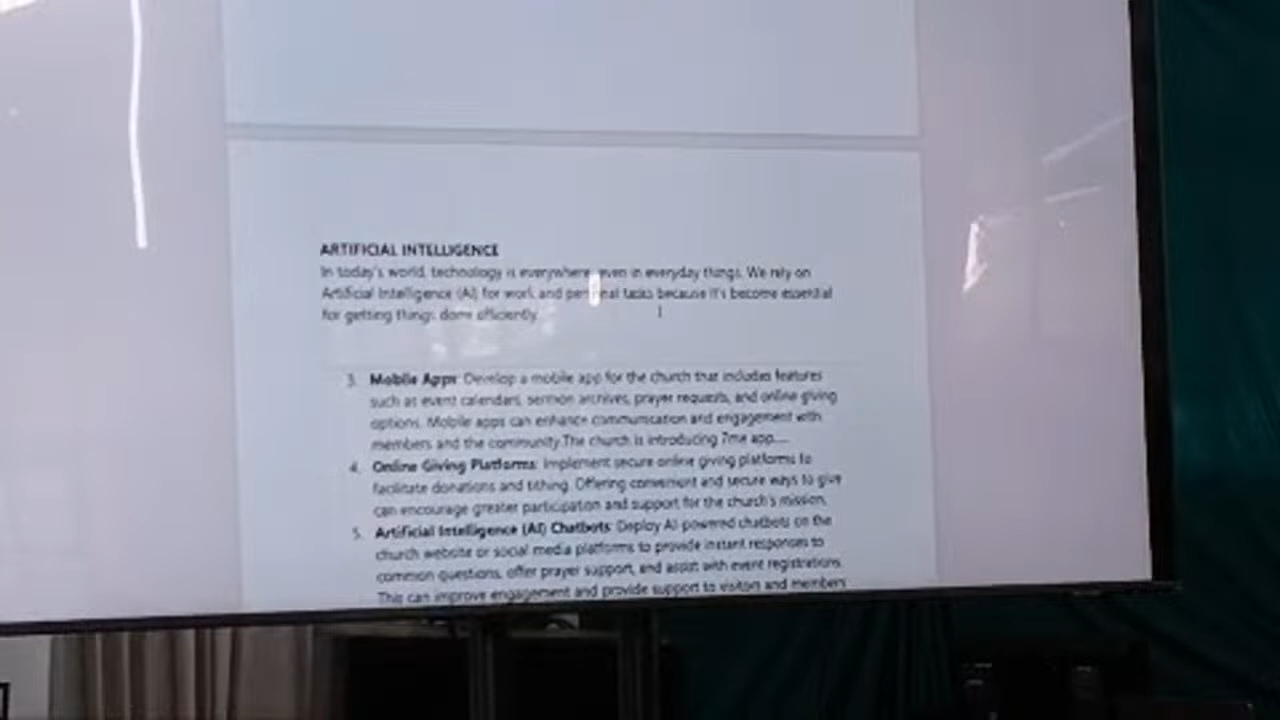 ARTIFICIAL INTELLIGENCE
In today's world, technology is everywhere, even in everyday things. We rely on
Artificial Intelligence (AI) for work and personal tasks because it's become essential
for getting things done efficiently.
3. Mobile Apps: Develop a mobile app for the church that includes features
such as event calendars, sermon archives, prayer requests, and online giving
options. Mobile apps can enhance communication and engagement with
members and the community.The church is introducing 7me app....
4. Online Giving Platforms: Implement secure online giving platforms to
facilitate donations and tithing. Offering convenient and secure ways to give
can encourage greater participation and support for the church's mission.
5. Artificial Intelligence (AI) Chatbots: Deploy AI-powered chatbots on the
church website or social media platforms to provide instant responses to
common questions, offer prayer support, and assist with event registrations.
This can improve engagement and provide support to visitors and members